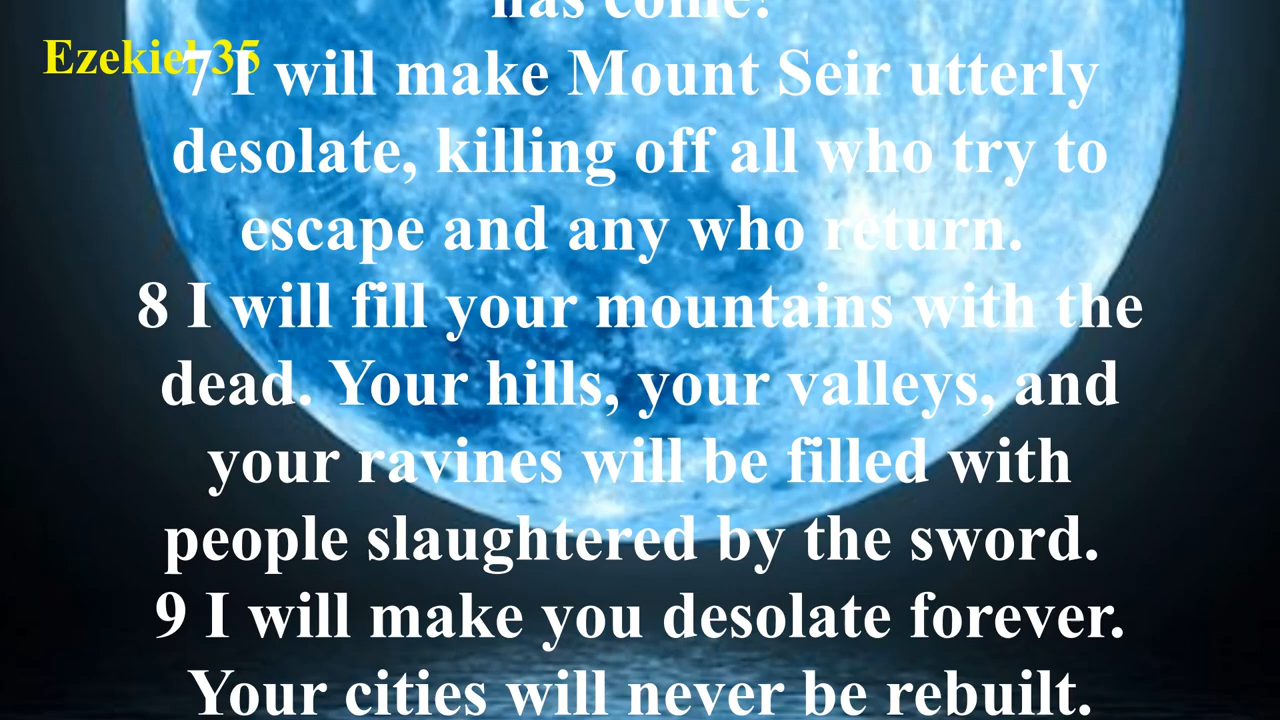 has come!
Ezekiel 35
7 I will make Mount Seir utterly
desolate, killing off all who try to
escape and any who return.
8 I will fill your mountains with the
dead. Your hills, your valleys, and
your ravines will be filled with
people slaughtered by the sword.
9 I will make you desolate forever.
Your cities will never be rebuilt.